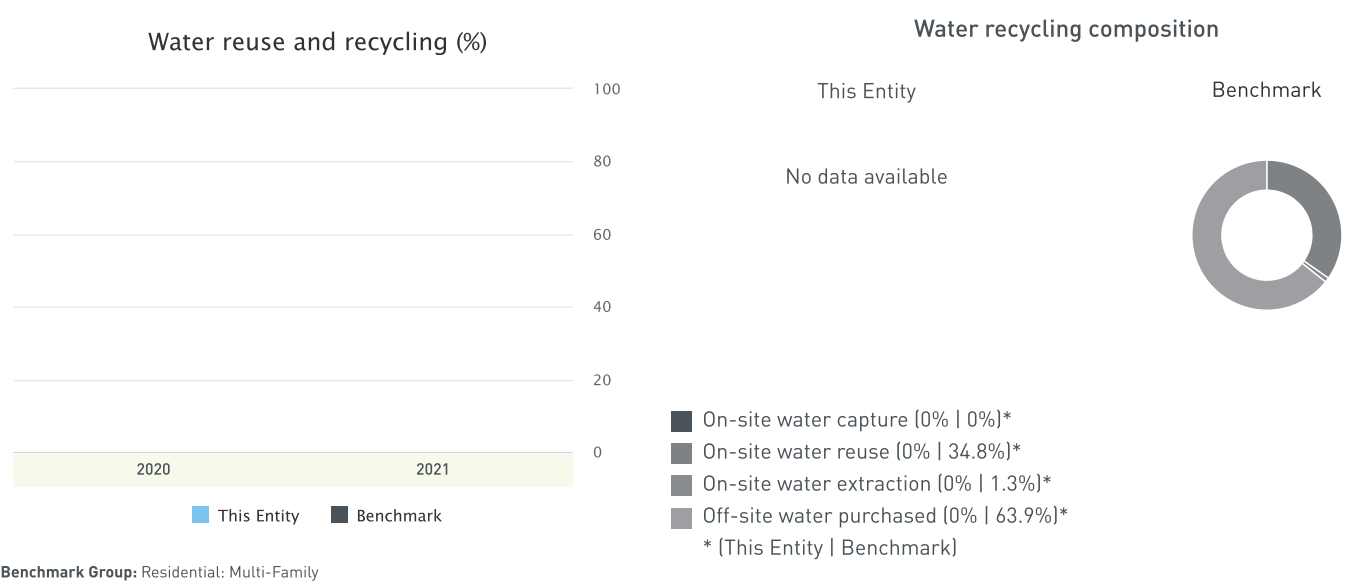 Water reuse and recycling (%)
100
80
60
40
20
0
2020 2021
This Entity Benchmark
Benchmark Group: Residential: Multi-Family
Water recycling composition
This Entity Benchmark
No data available
On-site water capture (0% | 0%)*
On-site water reuse (0% | 34.8%)*
On-site water extraction (0% | 1.3%)*
Off-site water purchased (0% | 63.9%)*
* (This Entity | Benchmark)